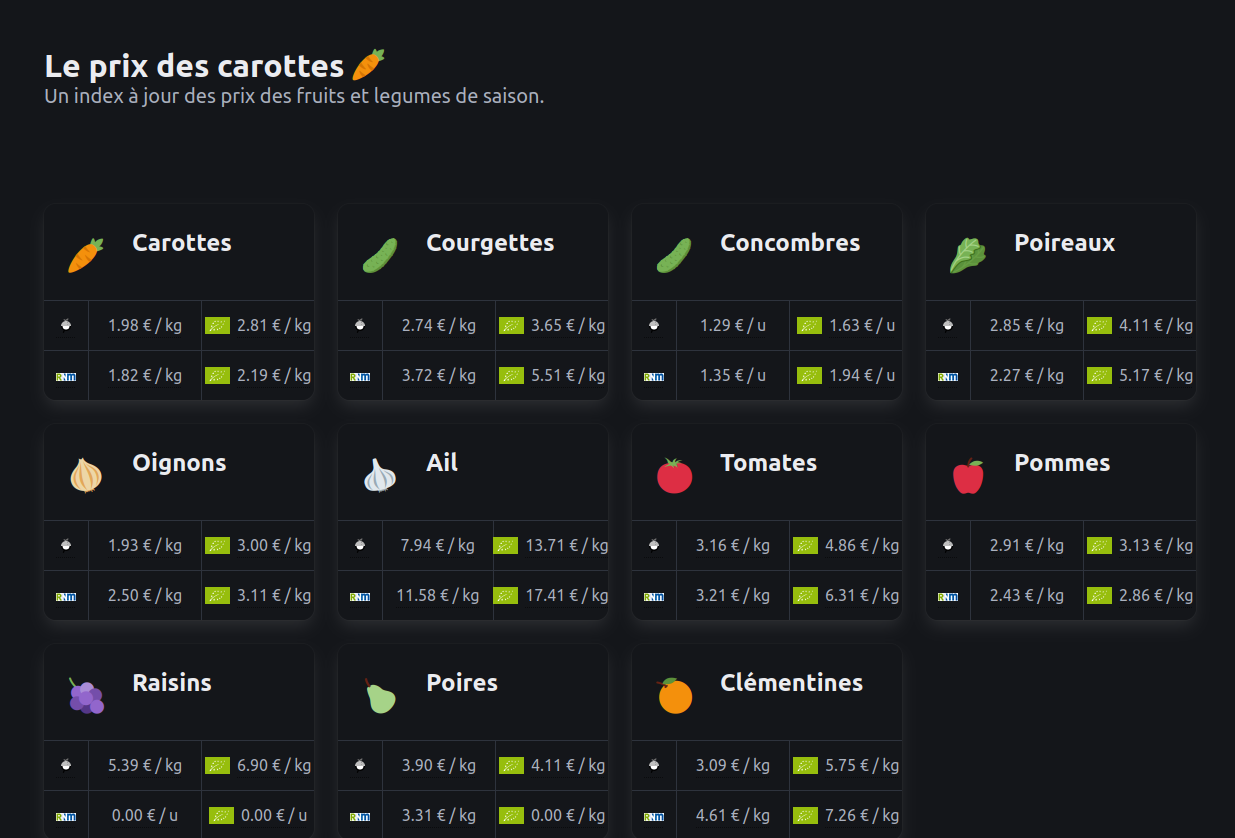 Le prix des carottes
Un index à jour des prix des fruits et legumes de saison.
Carottes
1.98 € / kg 2.81 € / kg
RNM 1.82 € / kg 2.19 € / kg
Courgettes
2.74 € / kg 3.65 € / kg
RNM 3.72 € / kg 5.51 € / kg
Concombres
1.29 € / u 1.63 € / u
RNM 1.35 € / u 1.94 € / u
Poireaux
2.85 € / kg 4.11 € / kg
RNM 2.27 € / kg 5.17 € / kg
Oignons
1.93 € / kg 3.00 € / kg
RNM 2.50 € / kg 3.11 € / kg
Ail
7.94 € / kg 13.71 € / kg
RNM 11.58 € / kg 17.41 € / kg
Tomates
3.16 € / kg 4.86 € / kg
RNM 3.21 € / kg 6.31 € / kg
Pommes
2.91 € / kg 3.13 € / kg
RNM 2.43 € / kg 2.86 € / kg
Raisins
5.39 € / kg 6.90 € / kg
RNM 0.00 € / u 0.00 € / u
Poires
3.90 € / kg 4.11 € / kg
RNM 3.31 € / kg 0.00 € / kg
Clémentines
3.09 € / kg 5.75 € / kg
RNM 4.61 € / kg 7.26 € / kg